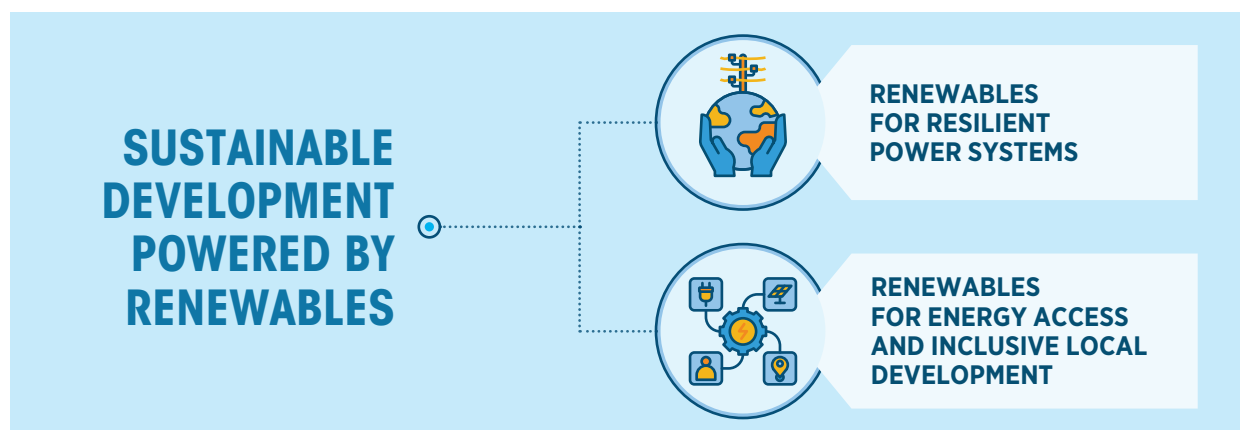 SUSTAINABLE
DEVELOPMENT
POWERED BY
RENEWABLES
RENEWABLES
FOR RESILIENT
POWER SYSTEMS
RENEWABLES
FOR ENERGY ACCESS
AND INCLUSIVE LOCAL
DEVELOPMENT